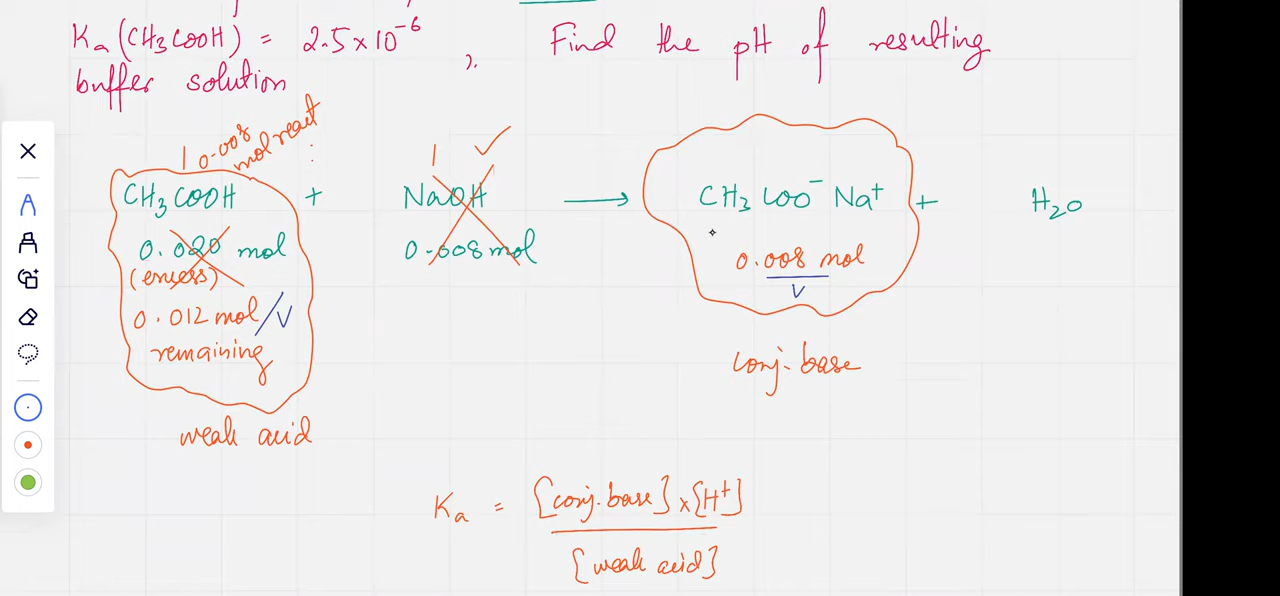 Ka (CH3COOH) = 2.5×10⁻⁶ ). Find the pH of resulting
buffer solution
1 0.008
mol react
1 ✓
CH3COOH + NaOH → CH3COO⁻Na⁺ + H2O
0.020 mol 0.008 mol 0.008 mol
(excess) V
0.012 mol/V
remaining
conj. base
weak acid
Ka = [conj. base] × [H⁺]
[weak acid]